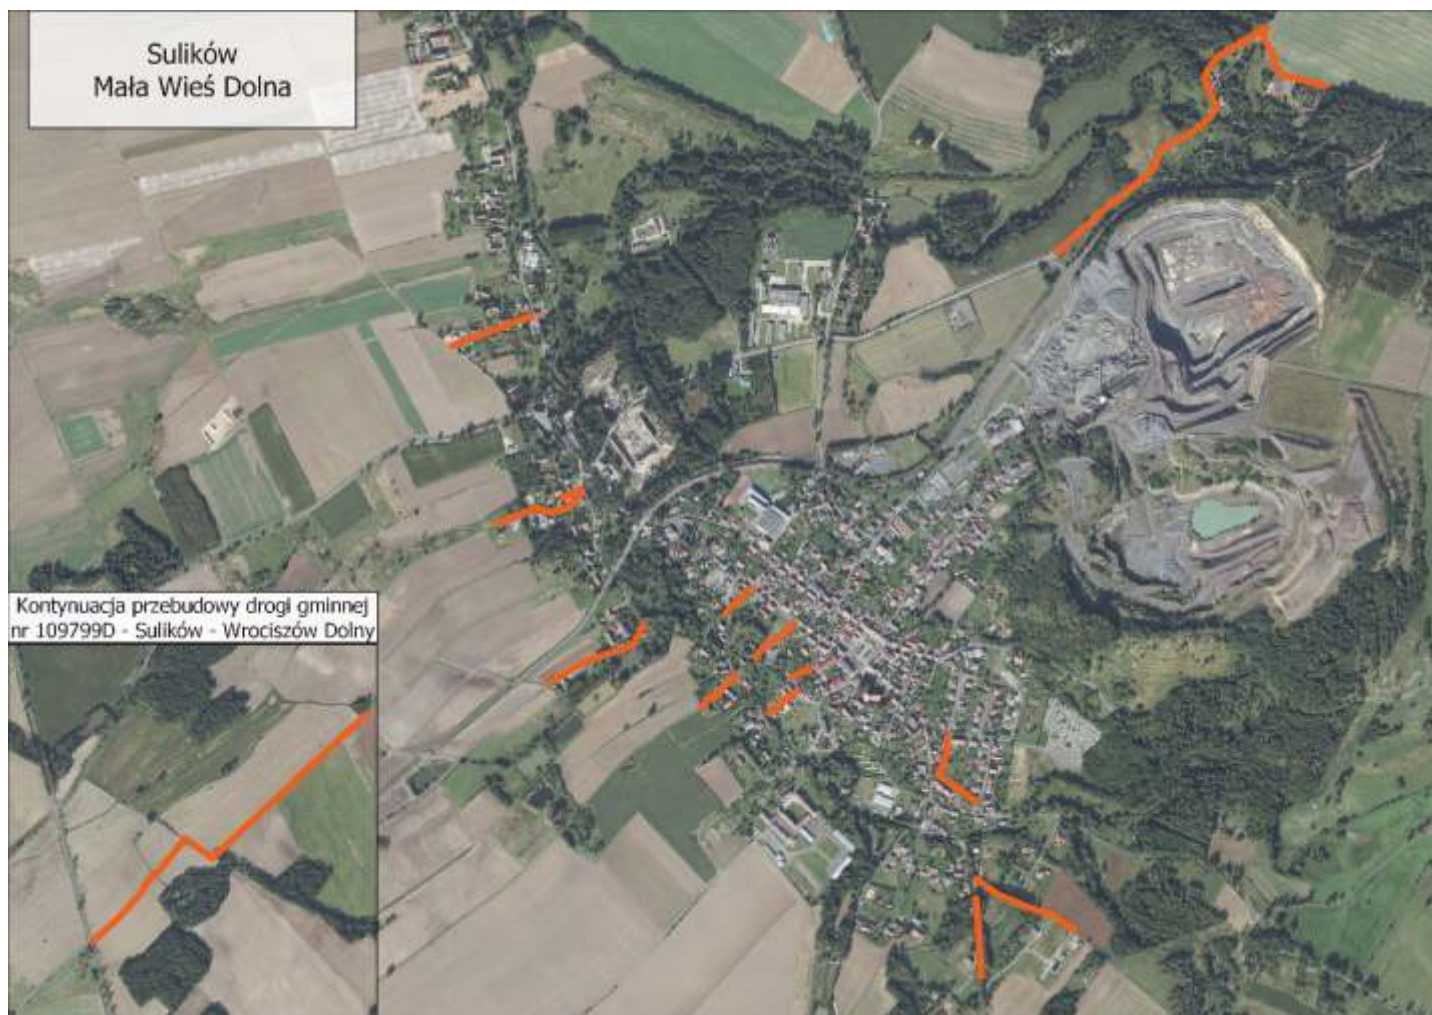 Sulików
Mała Wieś Dolna
Kontynuacja przebudowy drogi gminnej
nr 109799D - Sulików - Wrociszów Dolny